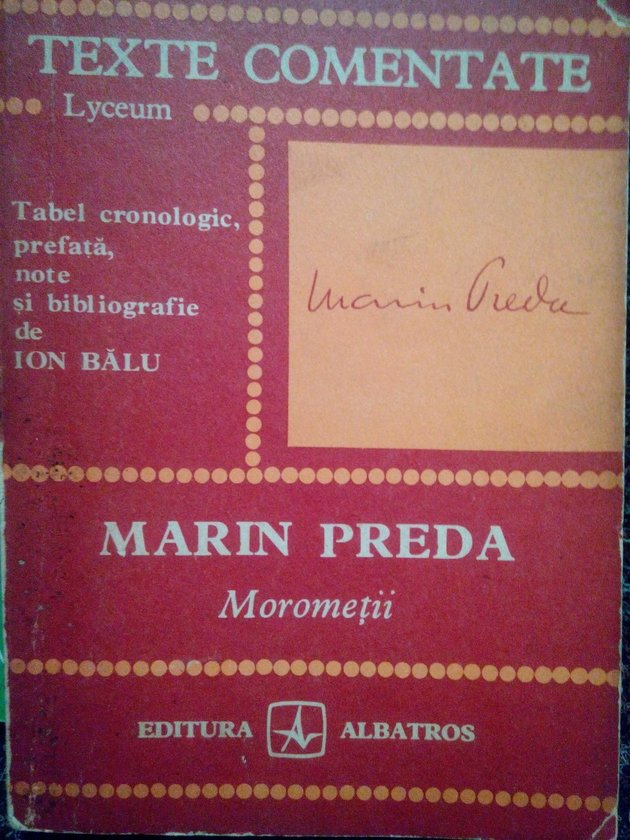 TEXTE COMENTATE
Lyceum
Tabel cronologic,
prefață,
note
și bibliografie
de
ION BĂLU
Marin Preda
MARIN PREDA
Moromeții
EDITURA ALBATROS